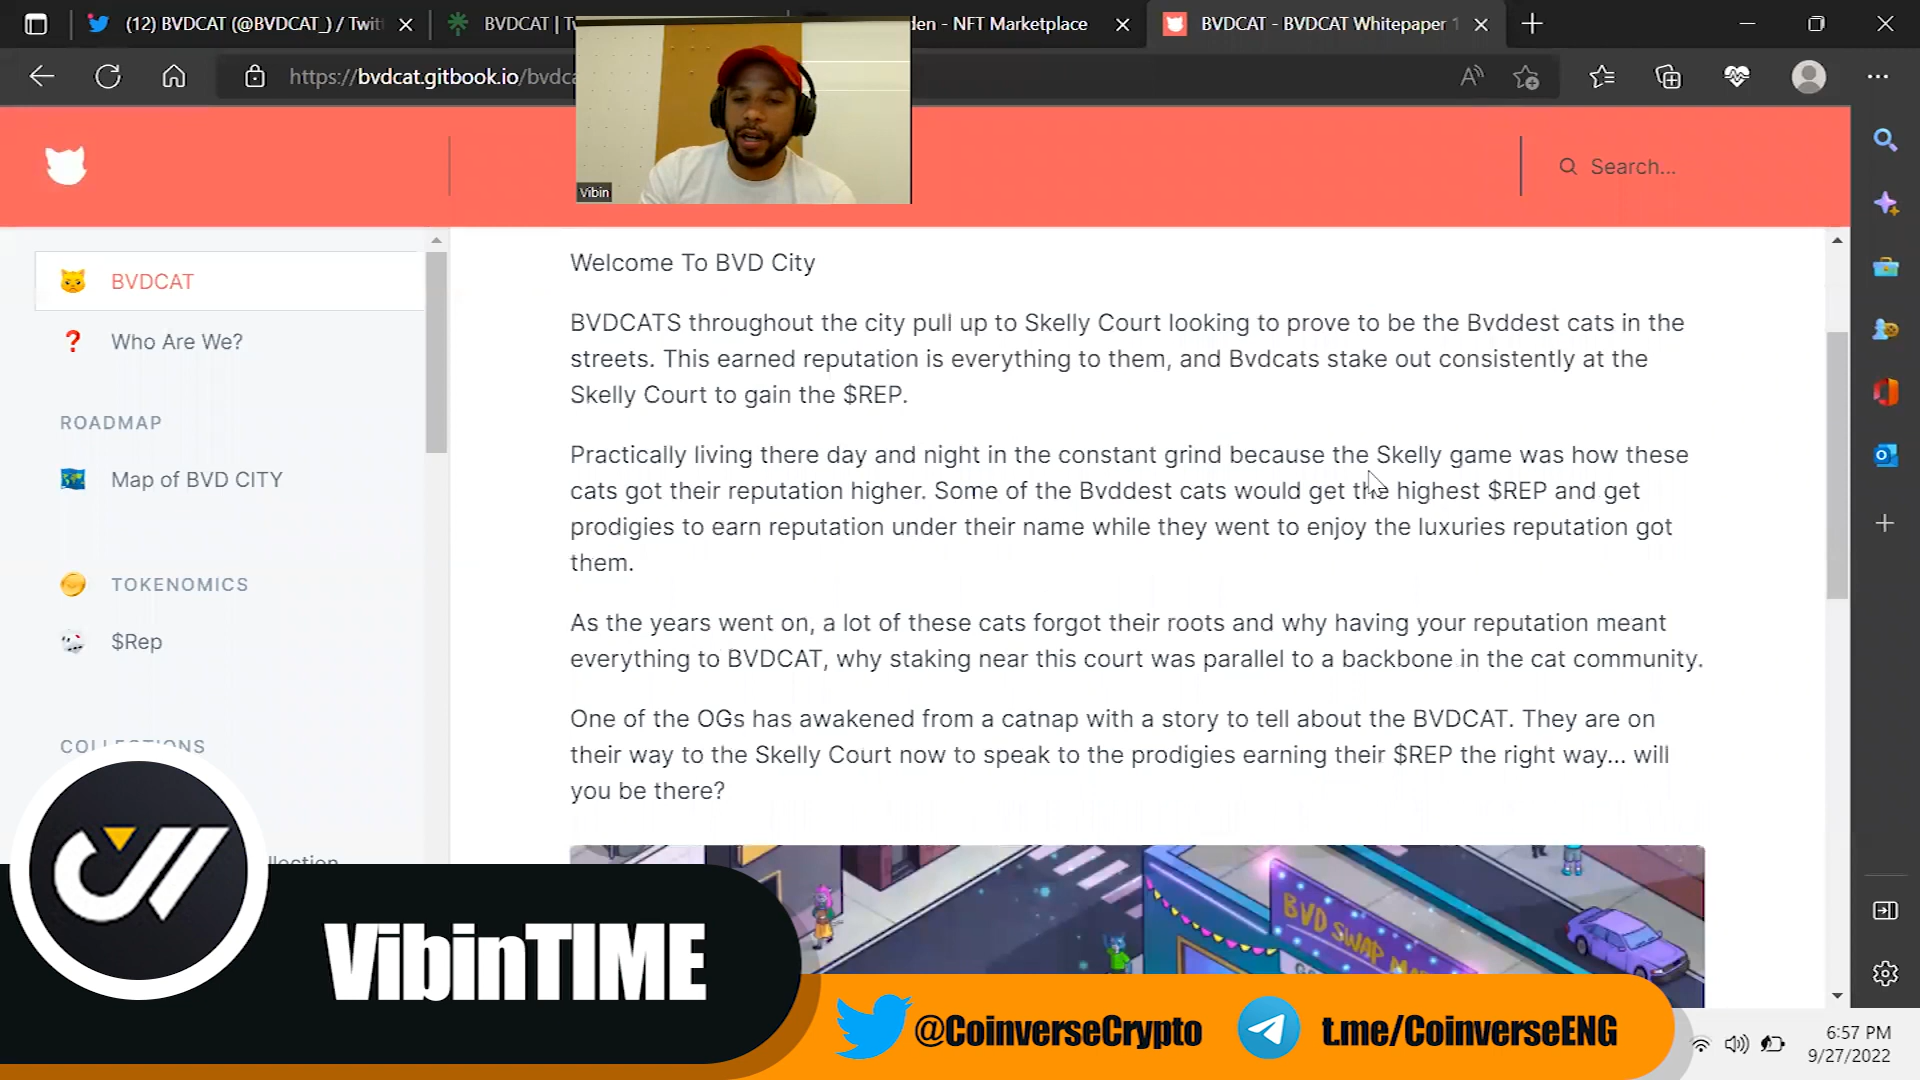 (12) BVDCAT (@BVDCAT_) / Twit
BVDCAT | T
den - NFT Marketplace
BVDCAT - BVDCAT Whitepaper 1
https://bvdcat.gitbook.io/bvdca
Vibin
Search...
BVDCAT
Who Are We?
ROADMAP
Map of BVD CITY
TOKENOMICS
$Rep
COLLECTIONS
llection
Welcome To BVD City
BVDCATS throughout the city pull up to Skelly Court looking to prove to be the Bvddest cats in the
streets. This earned reputation is everything to them, and Bvdcats stake out consistently at the
Skelly Court to gain the $REP.
Practically living there day and night in the constant grind because the Skelly game was how these
cats got their reputation higher. Some of the Bvddest cats would get the highest $REP and get
prodigies to earn reputation under their name while they went to enjoy the luxuries reputation got
them.
As the years went on, a lot of these cats forgot their roots and why having your reputation meant
everything to BVDCAT, why staking near this court was parallel to a backbone in the cat community.
One of the OGs has awakened from a catnap with a story to tell about the BVDCAT. They are on
their way to the Skelly Court now to speak to the prodigies earning their $REP the right way... will
you be there?
BVD SWAP
VibinTIME
@CoinverseCrypto
t.me/CoinverseENG
6:57 PM
9/27/2022